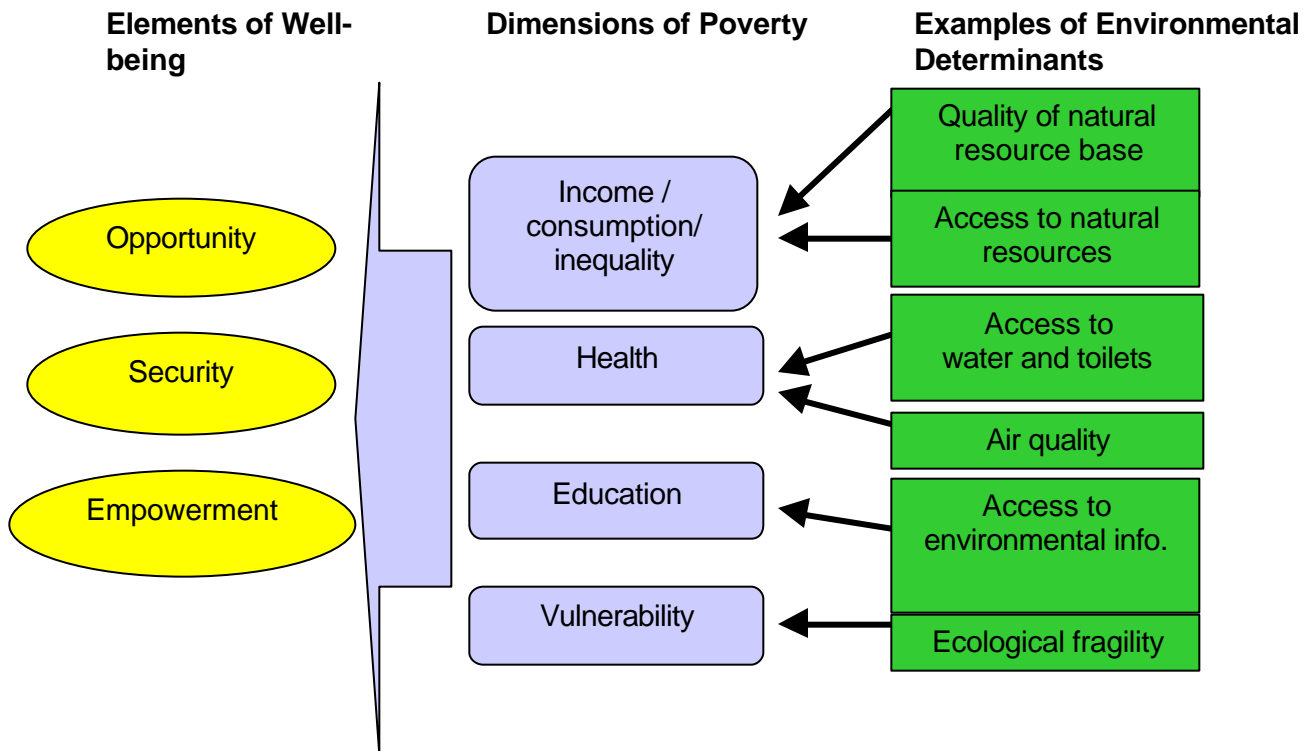 Elements of Well-
being
Dimensions of Poverty
Examples of Environmental
Determinants
Opportunity
Security
Empowerment
Income /
consumption/
inequality
Health
Education
Vulnerability
Quality of natural
resource base
Access to natural
resources
Access to
water and toilets
Air quality
Access to
environmental info.
Ecological fragility